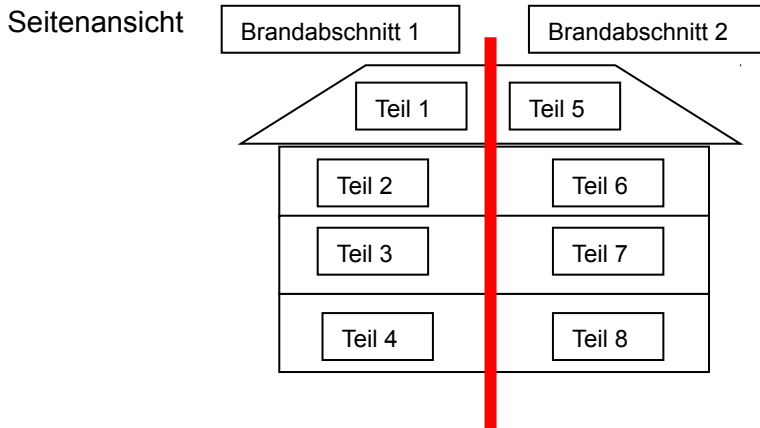 Seitenansicht
Brandabschnitt 1
Brandabschnitt 2
Teil 1
Teil 5
Teil 2
Teil 6
Teil 3
Teil 7
Teil 4
Teil 8